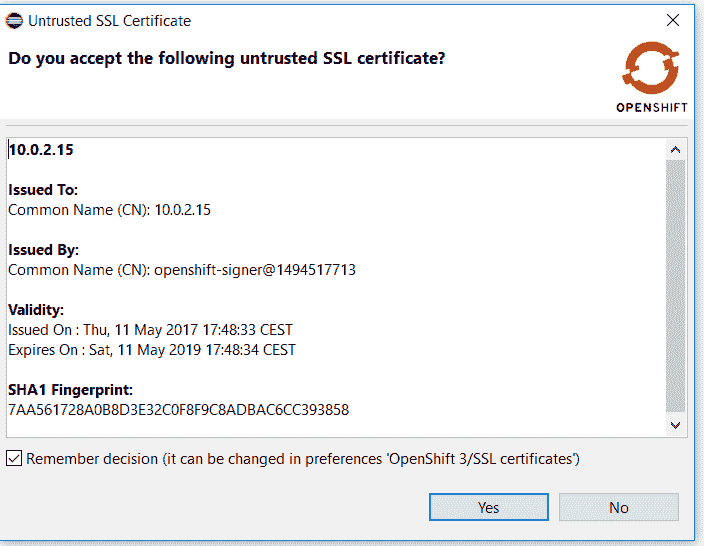 Untrusted SSL Certificate
Do you accept the following untrusted SSL certificate?
OPENSHIFT
10.0.2.15
Issued To:
Common Name (CN): 10.0.2.15
Issued By:
Common Name (CN): openshift-signer@1494517713
Validity:
Issued On : Thu, 11 May 2017 17:48:33 CEST
Expires On : Sat, 11 May 2019 17:48:34 CEST
SHA1 Fingerprint:
7AA561728A0B8D3E32C0F8F9C8ADBAC6CC393858
Remember decision (it can be changed in preferences 'OpenShift 3/SSL certificates')
Yes
No